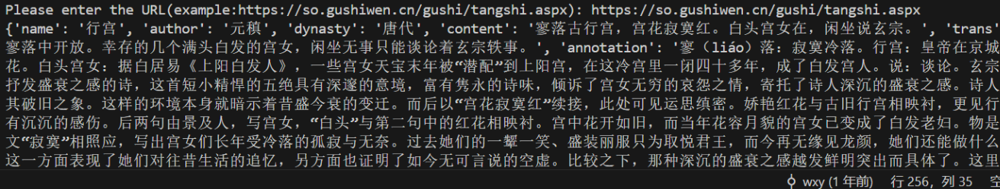 Please enter the URL(example:https://so.gushiwen.cn/gushi/tangshi.aspx): https://so.gushiwen.cn/gushi/tangshi.aspx
{'name': '行宫', 'author': '元稹', 'dynasty': '唐代', 'content': '寥落古行宫，宫花寂寞红。白头宫女在，闲坐说玄宗。', 'trans'
寥落中开放。幸存的几个满头白发的宫女，闲坐无事只能谈论着玄宗轶事。', 'annotation': '寥（liáo）落：寂寞冷落。行宫：皇帝在京城
花。白头宫女：据白居易《上阳白发人》，一些宫女天宝末年被“潜配”到上阳宫，在这冷宫里一闭四十多年，成了白发宫人。说：谈论。玄宗
抒发盛衰之感的诗，这首短小精悍的五绝具有深邃的意境，富有隽永的诗味，倾诉了宫女无穷的哀怨之情，寄托了诗人深沉的盛衰之感。诗人
其破旧之象。这样的环境本身就暗示着昔盛今衰的变迁。而后以“宫花寂寞红”续接，此处可见运思缜密。娇艳红花与古旧行宫相映衬，更见行
有沉沉的感伤。后两句由景及人，写宫女，“白头”与第二句中的红花相映衬。宫中花开如旧，而当年花容月貌的宫女已变成了白发老妇。物是
文“寂寞”相照应，写出宫女们长年受冷落的孤寂与无奈。过去她们的一颦一笑、盛装丽服只为取悦君王，而今再无缘见龙颜，她们还能做什么
这一方面表现了她们对往昔生活的追忆，另方面也证明了如今无可言说的空虚。比较之下，那种深沉的盛衰之感越发鲜明突出而具体了。这里
wxy (1 年前) 行 256，列 35 空